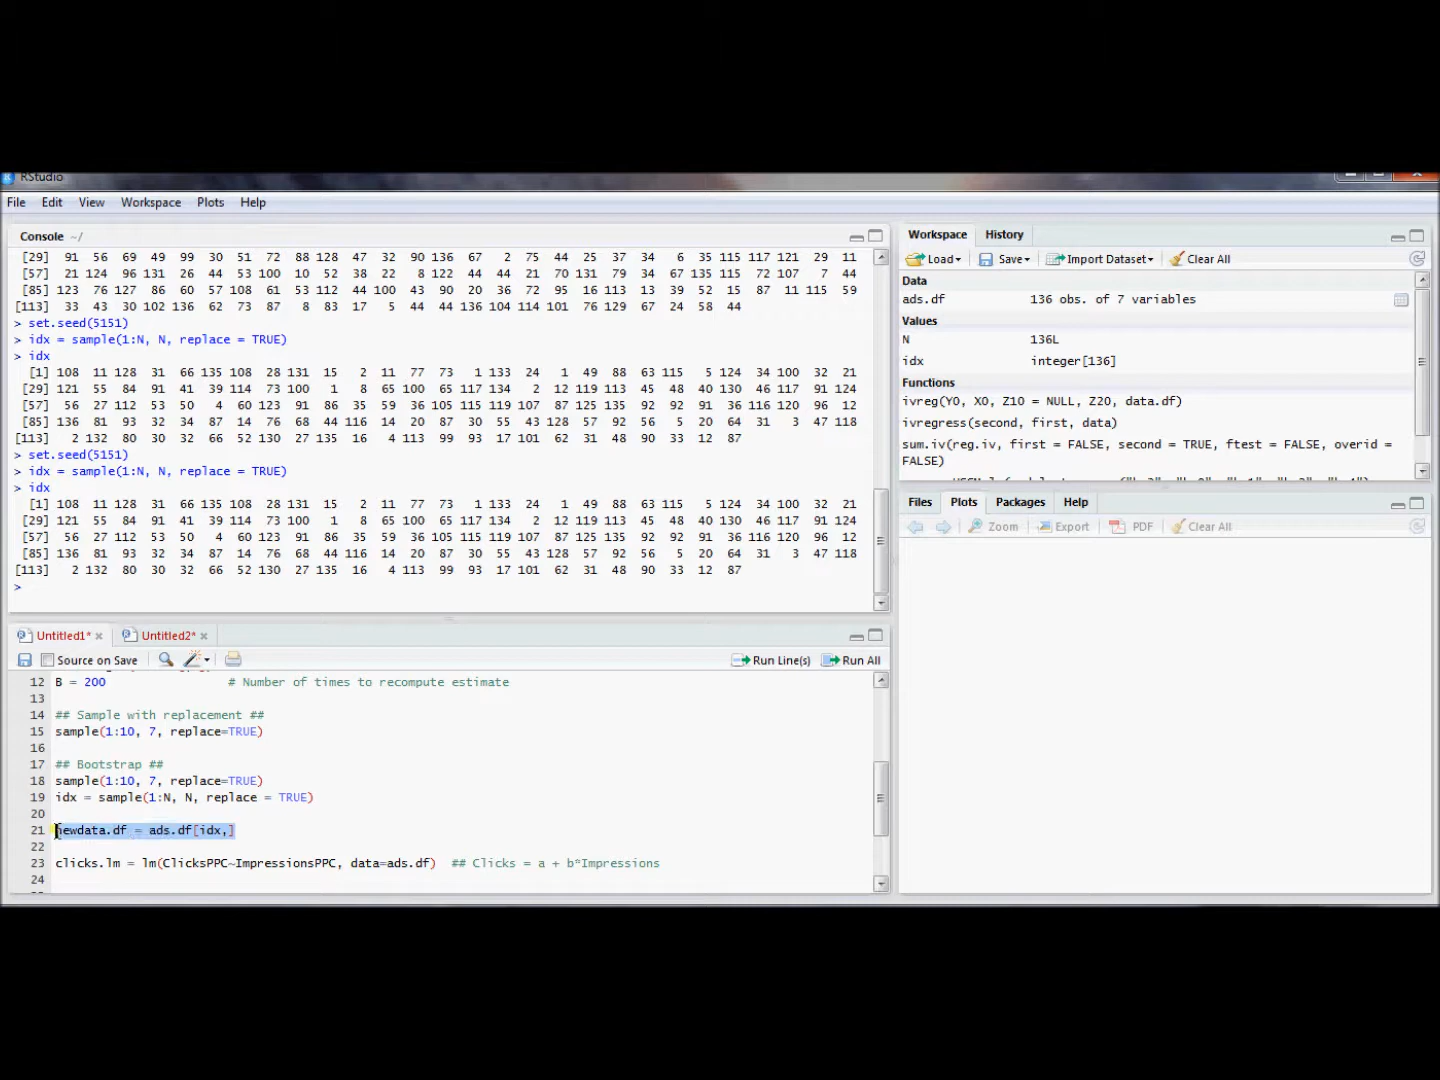 RStudio
File Edit View Workspace Plots Help
Console ~/
[29] 91 56 69 49 99 30 51 72 88 128 47 32 90 136 67 2 75 44 25 37 34 6 35 115 117 121 29 11
[57] 21 124 96 131 26 44 53 100 10 52 38 22 8 122 44 44 21 70 131 79 34 67 135 115 72 107 7 44
[85] 123 76 127 86 60 57 108 61 53 112 44 100 43 90 20 36 72 95 16 113 13 39 52 15 87 11 115 59
[113] 33 43 30 102 136 62 73 87 8 83 17 5 44 44 136 104 114 101 76 129 67 24 58 44
> set.seed(5151)
> idx = sample(1:N, N, replace = TRUE)
> idx
[1] 108 11 128 31 66 135 108 28 131 15 2 11 77 73 1 133 24 1 49 88 63 115 5 124 34 100 32 21
[29] 121 55 84 91 41 39 114 73 100 1 8 65 100 65 117 134 2 12 119 113 45 48 40 130 46 117 91 124
[57] 56 27 112 53 50 4 60 123 91 86 35 59 36 105 115 119 107 87 125 135 92 92 91 36 116 120 96 12
[85] 136 81 93 32 34 87 14 76 68 44 116 14 20 87 30 55 43 128 57 92 56 5 20 64 31 3 47 118
[113] 2 132 80 30 32 66 52 130 27 135 16 4 113 99 93 17 101 62 31 48 90 33 12 87
> set.seed(5151)
> idx = sample(1:N, N, replace = TRUE)
> idx
[1] 108 11 128 31 66 135 108 28 131 15 2 11 77 73 1 133 24 1 49 88 63 115 5 124 34 100 32 21
[29] 121 55 84 91 41 39 114 73 100 1 8 65 100 65 117 134 2 12 119 113 45 48 40 130 46 117 91 124
[57] 56 27 112 53 50 4 60 123 91 86 35 59 36 105 115 119 107 87 125 135 92 92 91 36 116 120 96 12
[85] 136 81 93 32 34 87 14 76 68 44 116 14 20 87 30 55 43 128 57 92 56 5 20 64 31 3 47 118
[113] 2 132 80 30 32 66 52 130 27 135 16 4 113 99 93 17 101 62 31 48 90 33 12 87
>
Untitled1* Untitled2*
Source on Save Run Line(s) Run All
12 B = 200 # Number of times to recompute estimate
13
14 ## Sample with replacement ##
15 sample(1:10, 7, replace=TRUE)
16
17 ## Bootstrap ##
18 sample(1:10, 7, replace=TRUE)
19 idx = sample(1:N, N, replace = TRUE)
20
21 newdata.df = ads.df[idx,]
22
23 clicks.lm = lm(ClicksPPC~ImpressionsPPC, data=ads.df) ## Clicks = a + b*Impressions
24
Workspace History
Load Save Import Dataset Clear All
Data
ads.df 136 obs. of 7 variables
Values
N 136L
idx integer[136]
Functions
ivreg(Y0, X0, Z10 = NULL, Z20, data.df)
ivregress(second, first, data)
sum.iv(reg.iv, first = FALSE, second = TRUE, ftest = FALSE, overid =
FALSE)
Files Plots Packages Help
Zoom Export PDF Clear All